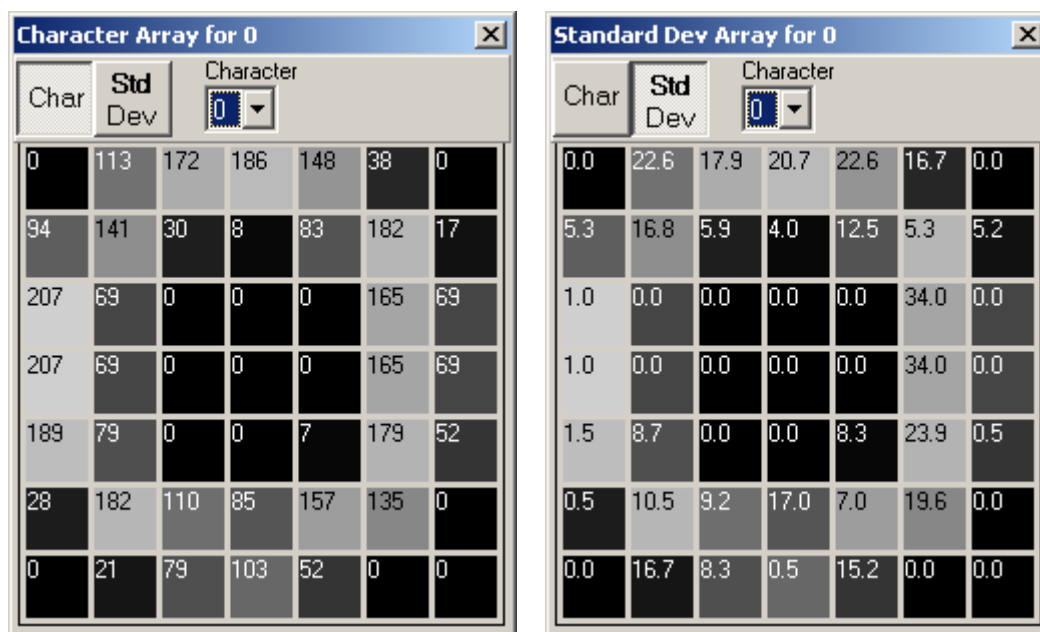 Character Array for 0
Char
Std
Dev
Character
0
0 113 172 186 148 38 0
94 141 30 8 83 182 17
207 69 0 0 0 165 69
207 69 0 0 0 165 69
189 79 0 0 7 179 52
28 182 110 85 157 135 0
0 21 79 103 52 0 0
Standard Dev Array for 0
Char
Std
Dev
Character
0
0.0 22.6 17.9 20.7 22.6 16.7 0.0
5.3 16.8 5.9 4.0 12.5 5.3 5.2
1.0 0.0 0.0 0.0 0.0 34.0 0.0
1.0 0.0 0.0 0.0 0.0 34.0 0.0
1.5 8.7 0.0 0.0 8.3 23.9 0.5
0.5 10.5 9.2 17.0 7.0 19.6 0.0
0.0 16.7 8.3 0.5 15.2 0.0 0.0